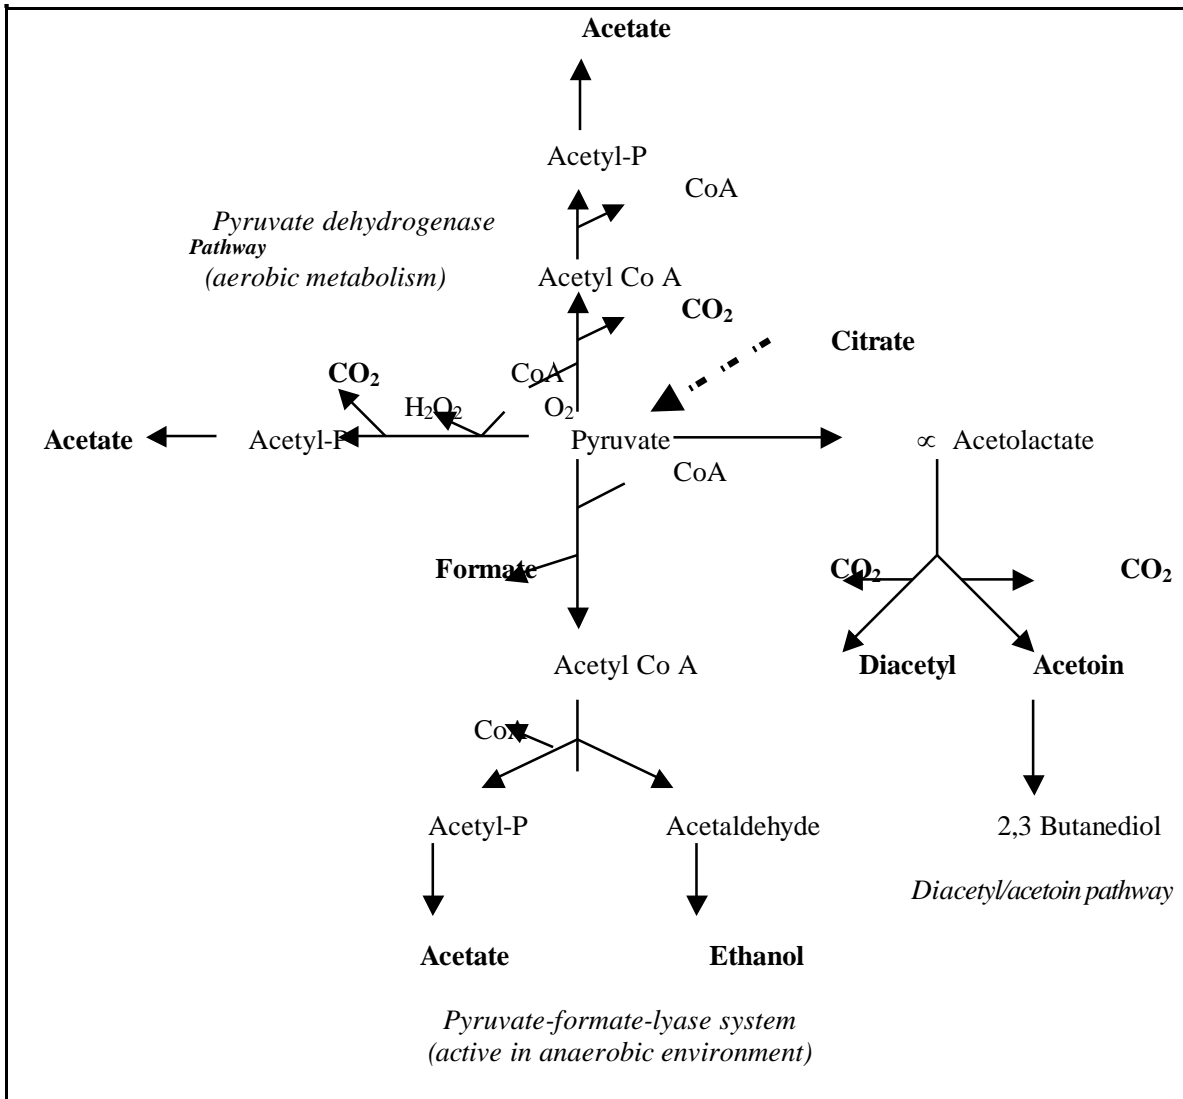 Acetate
Acetyl-P
CoA
Pyruvate dehydrogenase
Pathway
(aerobic metabolism)
Acetyl Co A
CO₂
Citrate
CO₂
CoA
H₂O₂
O₂
Acetate
Acetyl-P
Pyruvate
∝ Acetolactate
CoA
Formate
CO₂
CO₂
Acetyl Co A
Diacetyl
Acetoin
CoA
Acetyl-P
Acetaldehyde
2,3 Butanediol
Diacetyl/acetoin pathway
Acetate
Ethanol
Pyruvate-formate-lyase system
(active in anaerobic environment)